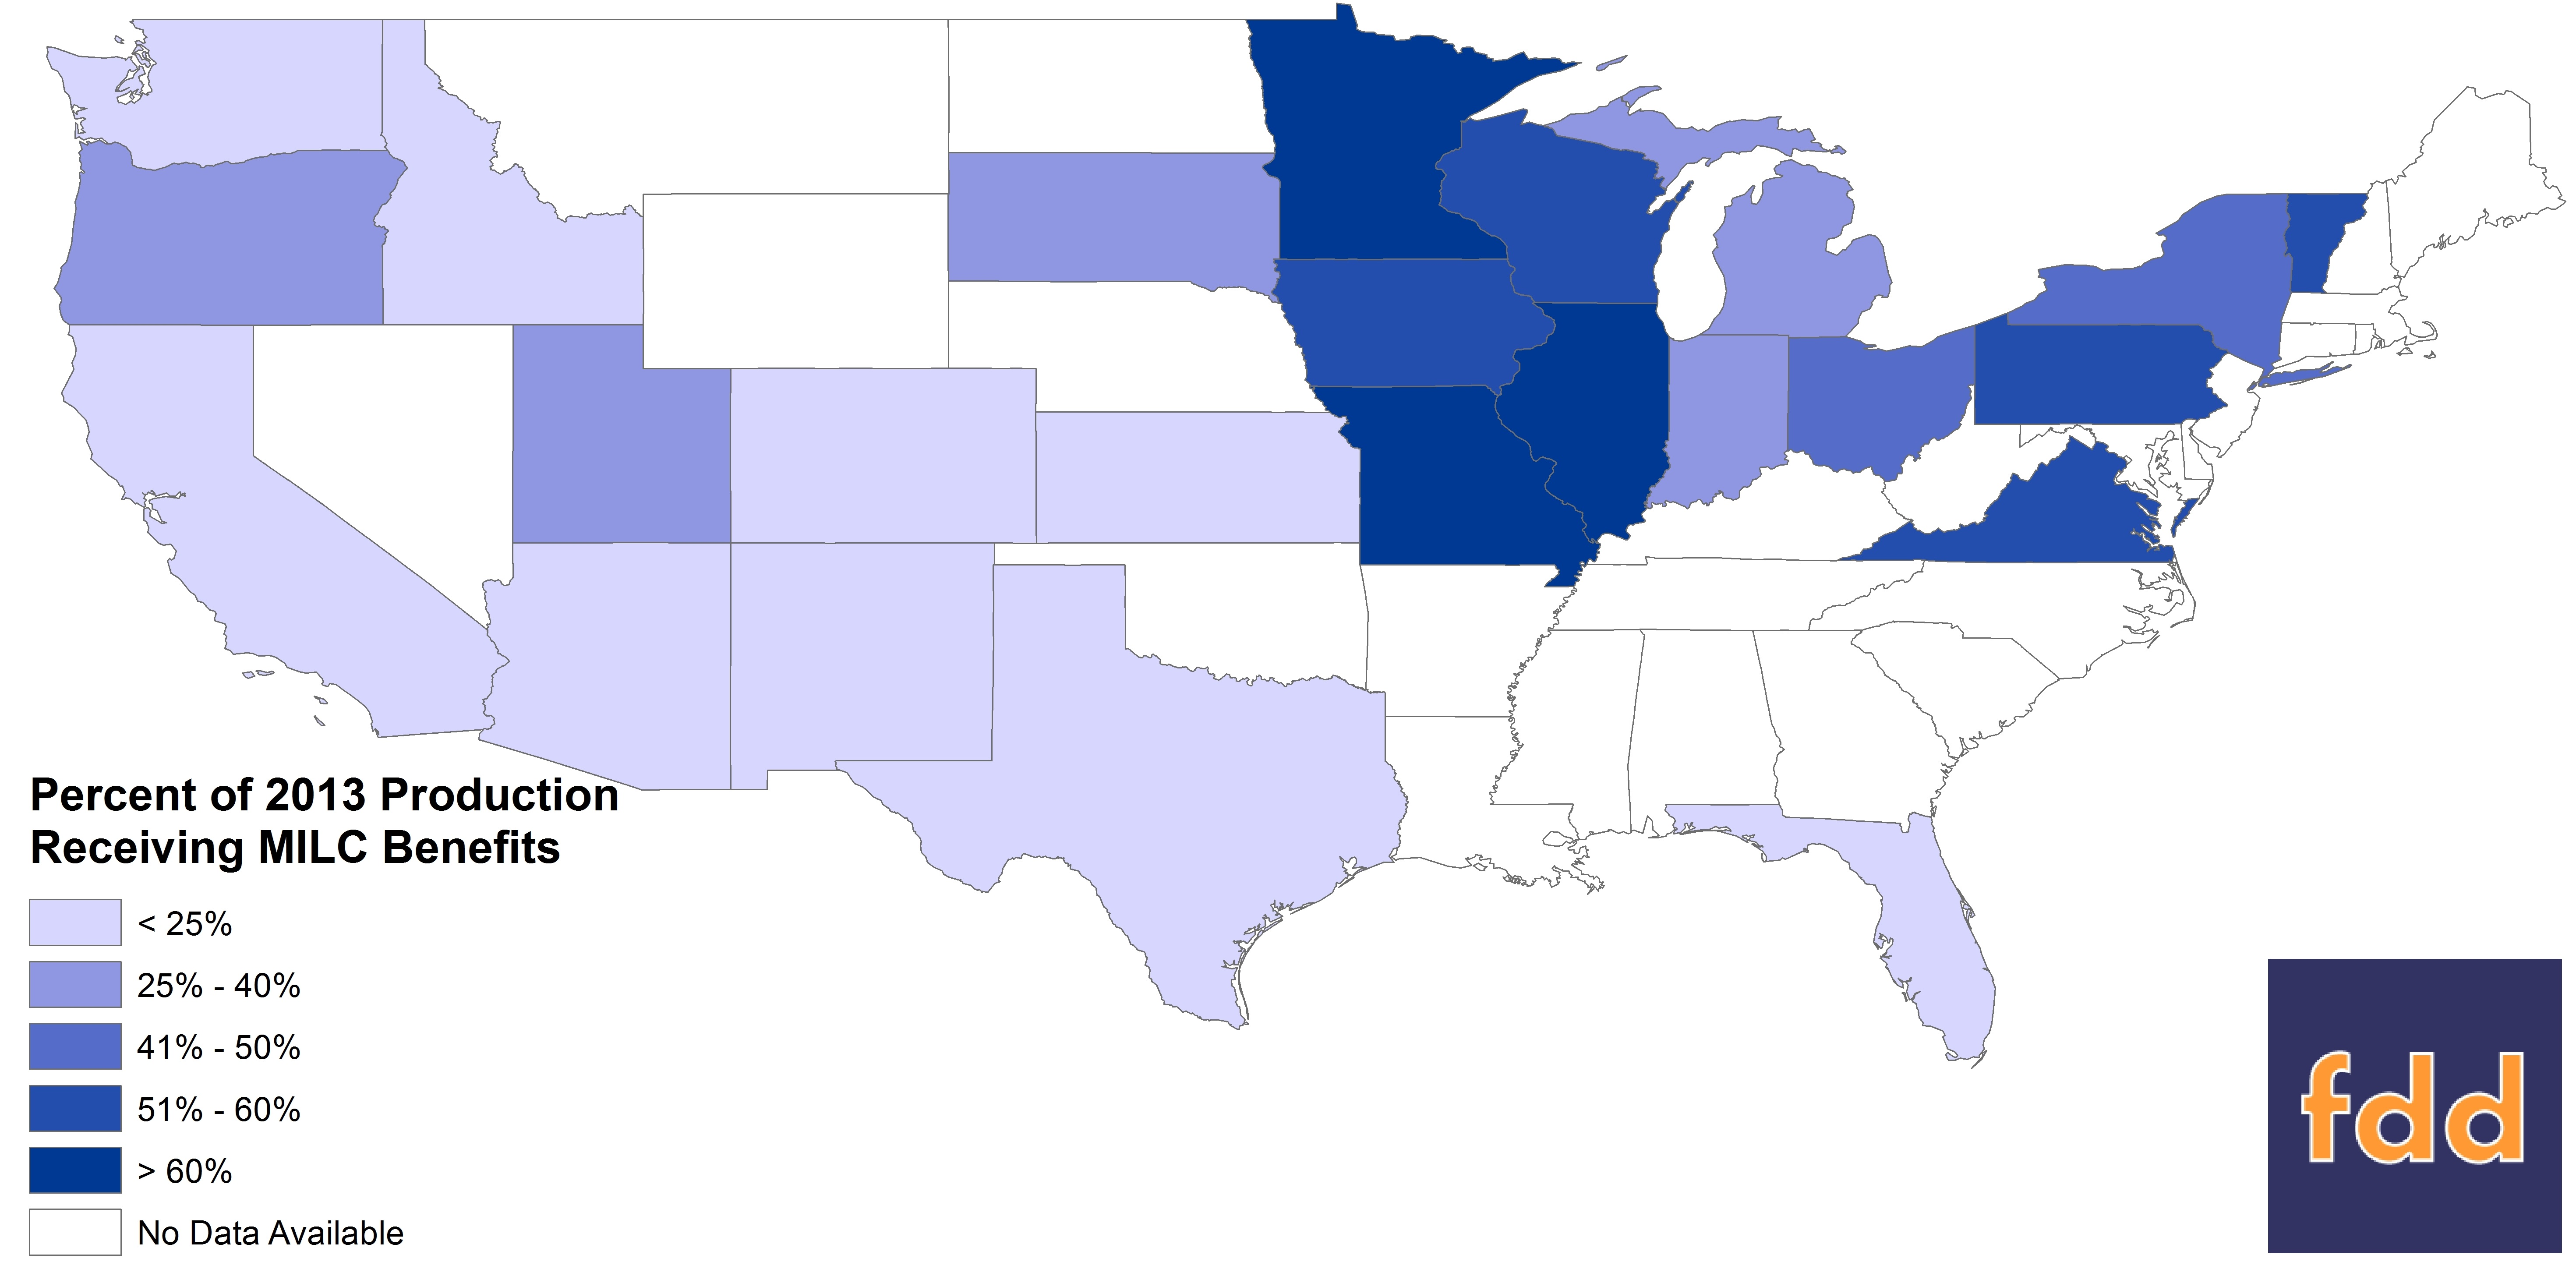 Percent of 2013 Production
Receiving MILC Benefits
< 25%
25% - 40%
41% - 50%
51% - 60%
> 60%
No Data Available
fdd